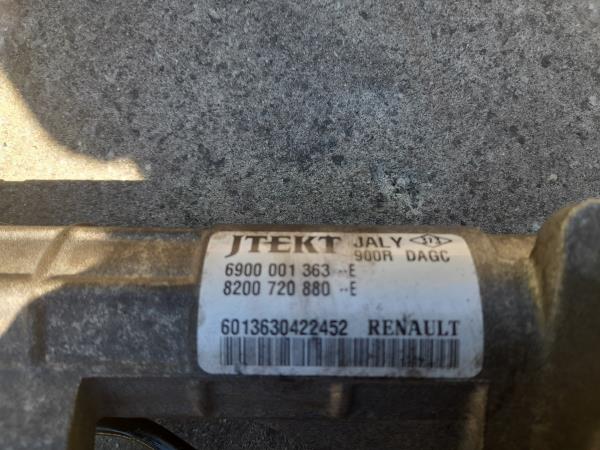 JTEKT JALY
900R DAGC
6900 001 363 --E
8200 720 880 --E
6013630422452 RENAULT